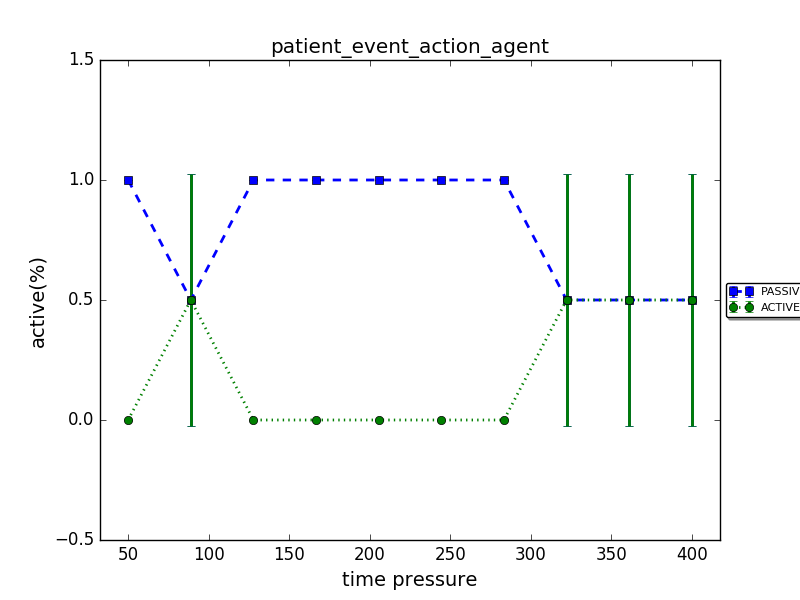 patient_event_action_agent
1.5
1.0
0.5
0.0
−0.5
active(%)
50 100 150 200 250 300 350 400
time pressure
PASSIV
ACTIVE